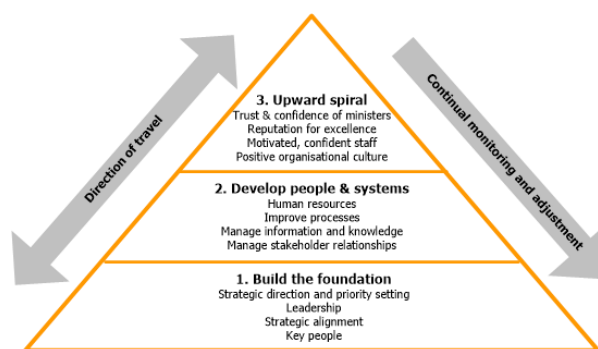 3. Upward spiral
Trust & confidence of ministers
Reputation for excellence
Motivated, confident staff
Positive organisational culture
2. Develop people & systems
Human resources
Improve processes
Manage information and knowledge
Manage stakeholder relationships
1. Build the foundation
Strategic direction and priority setting
Leadership
Strategic alignment
Key people
Direction of travel
Continual monitoring and adjustment